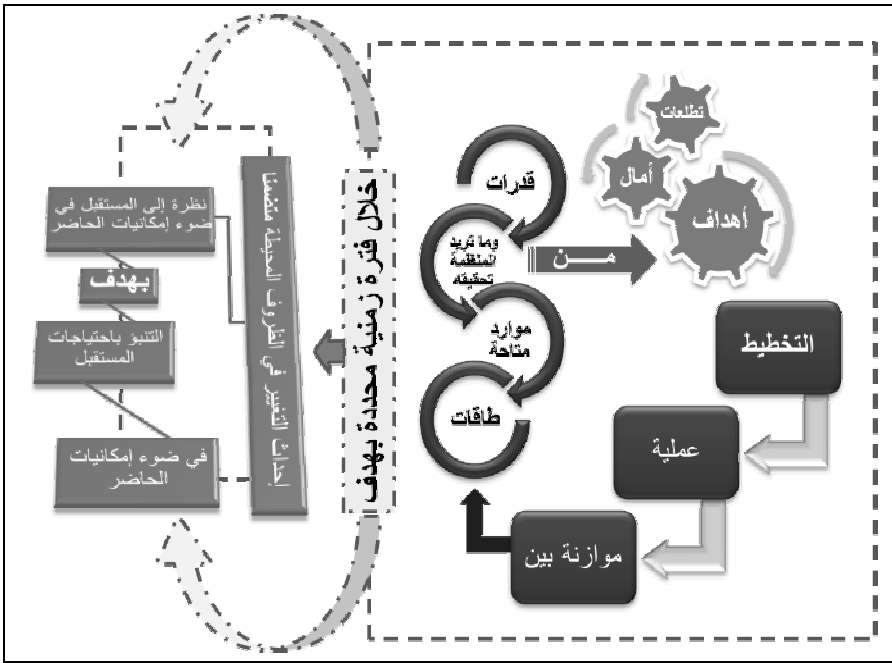 التخطيط
عملية
موازنة بين
طاقات
موارد
متاحة
وما تريد
المنظمة
تحقيقه
قدرات
من
أهداف
أمال
تطلعات
خلال فترة زمنية محددة بهدف
إحداث التغيير في الظروف المحيطة متضمنا
نظرة إلى المستقبل في
ضوء إمكانيات الحاضر
بهدف
التنبؤ باحتياجات
المستقبل
في ضوء إمكانيات
الحاضر